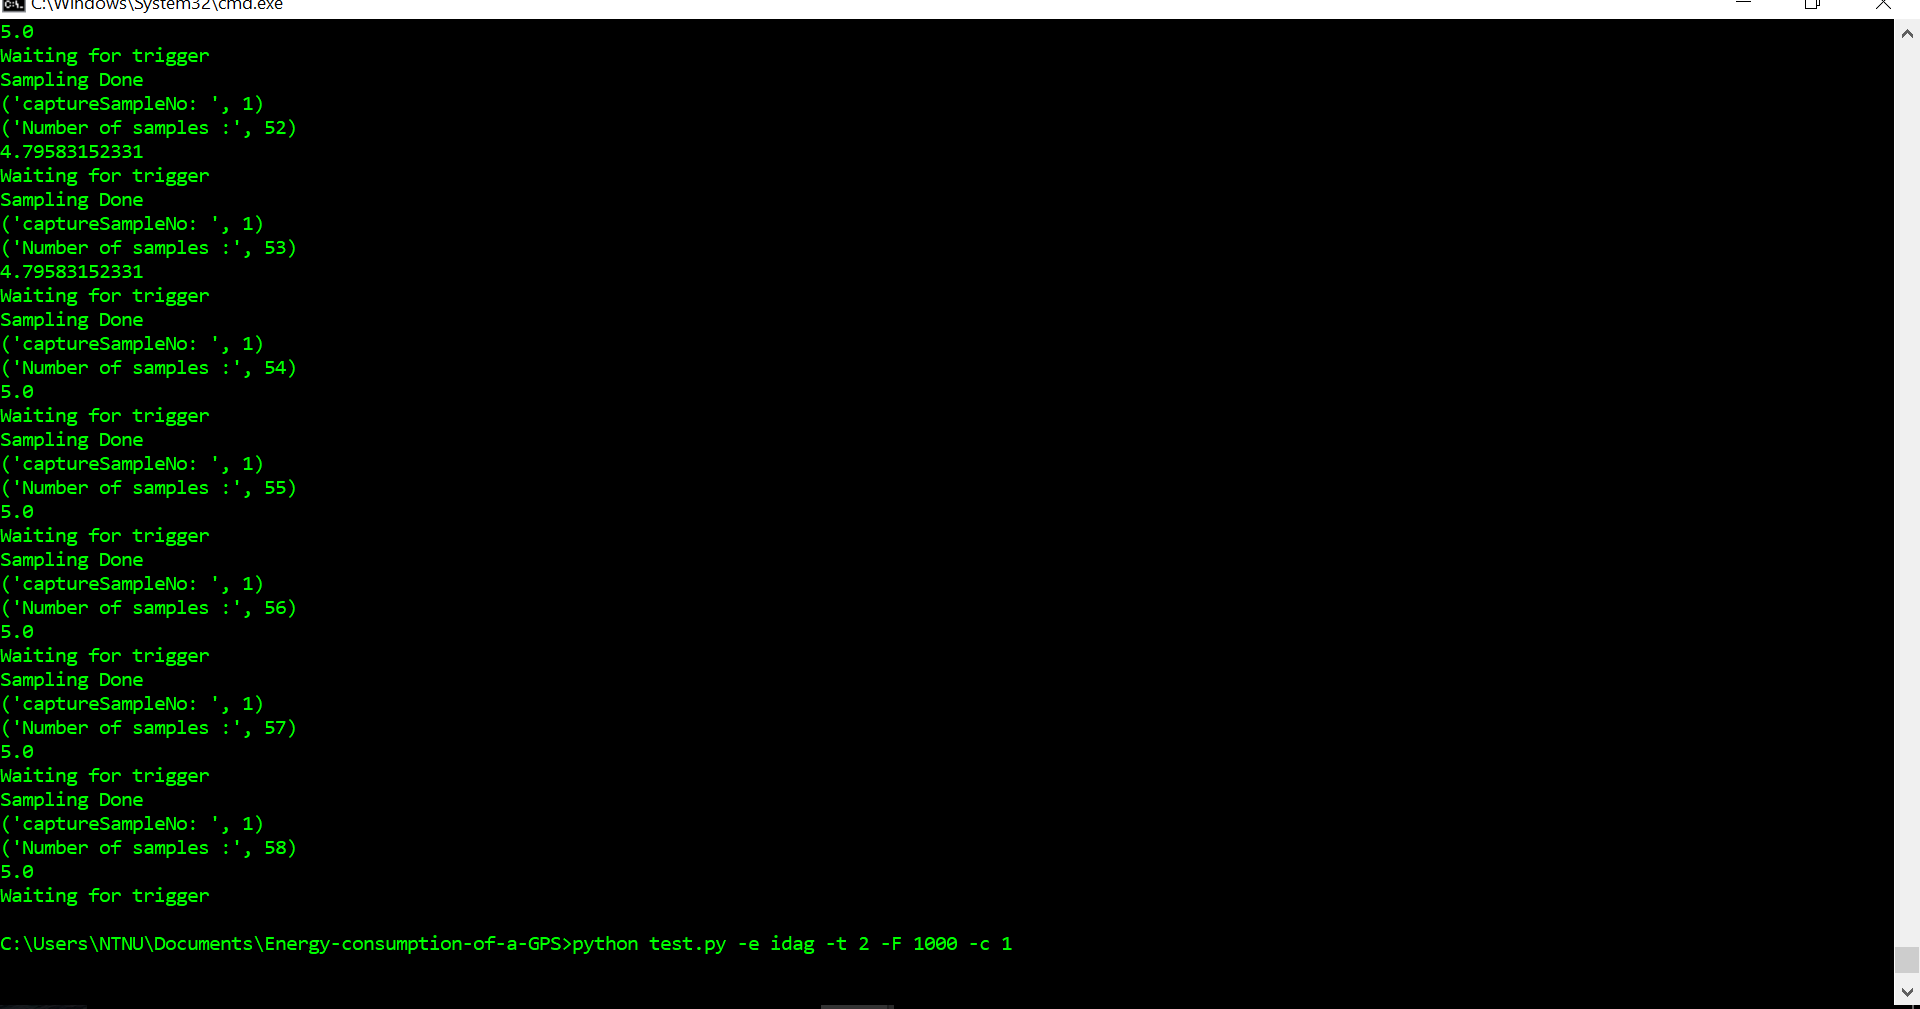 C:\Windows\System32\cmd.exe
5.0
Waiting for trigger
Sampling Done
('captureSampleNo: ', 1)
('Number of samples :', 52)
4.79583152331
Waiting for trigger
Sampling Done
('captureSampleNo: ', 1)
('Number of samples :', 53)
4.79583152331
Waiting for trigger
Sampling Done
('captureSampleNo: ', 1)
('Number of samples :', 54)
5.0
Waiting for trigger
Sampling Done
('captureSampleNo: ', 1)
('Number of samples :', 55)
5.0
Waiting for trigger
Sampling Done
('captureSampleNo: ', 1)
('Number of samples :', 56)
5.0
Waiting for trigger
Sampling Done
('captureSampleNo: ', 1)
('Number of samples :', 57)
5.0
Waiting for trigger
Sampling Done
('captureSampleNo: ', 1)
('Number of samples :', 58)
5.0
Waiting for trigger
C:\Users\NTNU\Documents\Energy-consumption-of-a-GPS>python test.py -e idag -t 2 -F 1000 -c 1